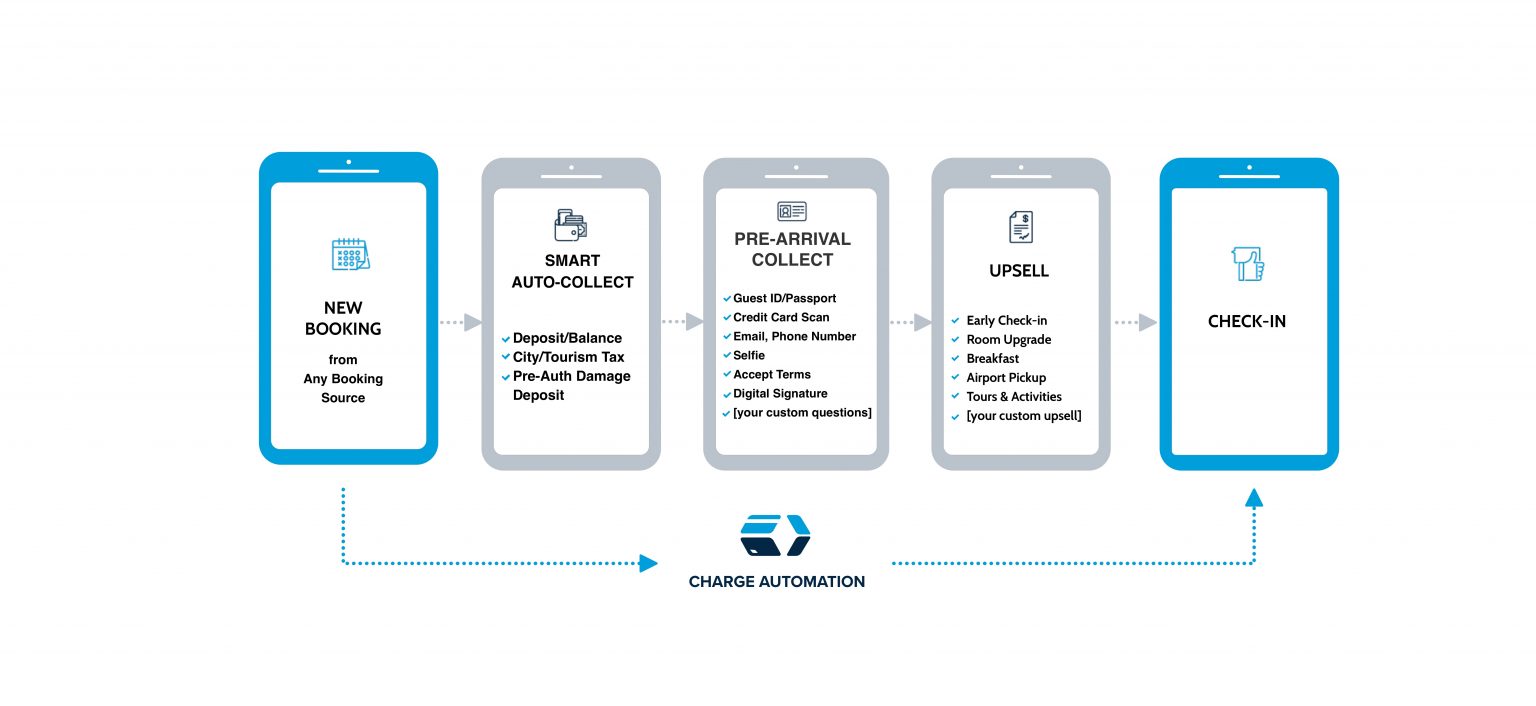 NEW
BOOKING
from
Any Booking
Source
SMART
AUTO-COLLECT
Deposit/Balance
City/Tourism Tax
Pre-Auth Damage
Deposit
PRE-ARRIVAL
COLLECT
Guest ID/Passport
Credit Card Scan
Email, Phone Number
Selfie
Accept Terms
Digital Signature
[your custom questions]
$
UPSELL
Early Check-in
Room Upgrade
Breakfast
Airport Pickup
Tours & Activities
[your custom upsell]
CHECK-IN
CHARGE AUTOMATION